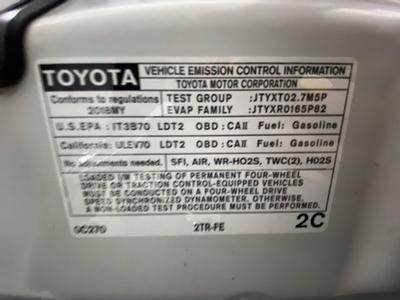 TOYOTA
VEHICLE EMISSION CONTROL INFORMATION
TOYOTA MOTOR CORPORATION
Conforms to regulations
2018MY
TEST GROUP : JTYXT02.7M5P
EVAP FAMILY : JTYXR0165P82
U.S.EPA : IT3B70 LDT2 OBD:CAII Fuel: Gasoline
California: ULEV70 LDT2 OBD:CAII Fuel: Gasoline
No adjustments needed. SFI, AIR, WR-HO2S, TWC(2), HO2S
LOADED I/M TESTING OF PERMANENT FOUR-WHEEL
DRIVE OR TRACTION CONTROL-EQUIPPED VEHICLES
MUST BE CONDUCTED ON A FOUR-WHEEL
SPEED SYNCHRONIZED DYNAMOMETER. OTHERWISE,
A NON-LOADED TEST PROCEDURE MUST BE PERFORMED.
0C270 2TR-FE 2C